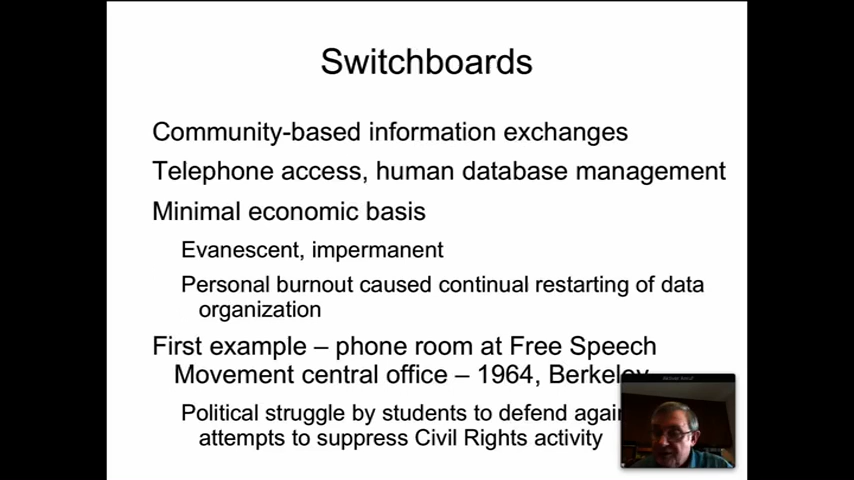 Switchboards
Community-based information exchanges
Telephone access, human database management
Minimal economic basis
Evanescent, impermanent
Personal burnout caused continual restarting of data
organization
First example – phone room at Free Speech
Movement central office – 1964, Berkeley
Political struggle by students to defend again
attempts to suppress Civil Rights activity